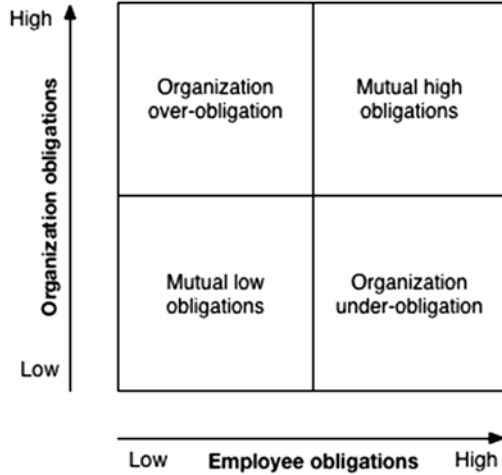 High
Organization obligations
Organization
over-obligation
Mutual high
obligations
Mutual low
obligations
Organization
under-obligation
Low
Low Employee obligations High